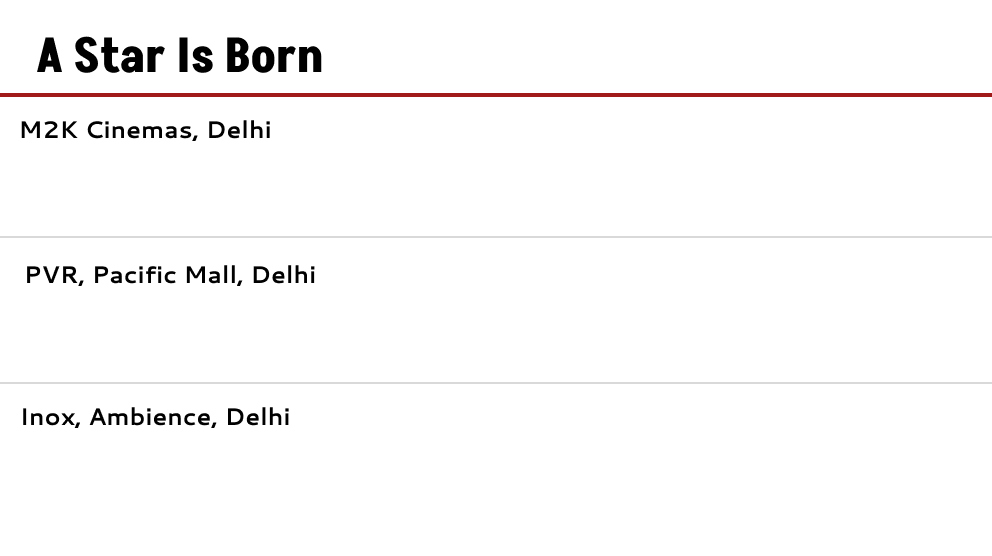 A Star Is Born
M2K Cinemas, Delhi
PVR, Pacific Mall, Delhi
Inox, Ambience, Delhi